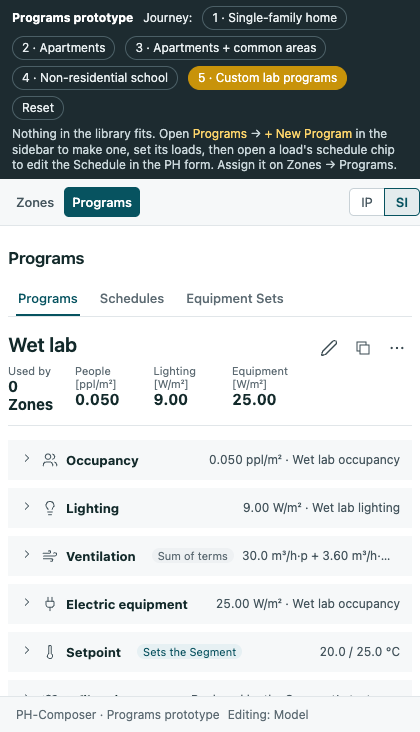 Programs prototype Journey: 1 · Single-family home
2 · Apartments 3 · Apartments + common areas
4 · Non-residential school 5 · Custom lab programs
Reset
Nothing in the library fits. Open Programs → + New Program in the
sidebar to make one, set its loads, then open a load's schedule chip
to edit the Schedule in the PH form. Assign it on Zones → Programs.
Zones Programs IP SI
Programs
Programs Schedules Equipment Sets
Wet lab
Used by People Lighting Equipment
0 [ppl/m²] [W/m²] [W/m²]
Zones 0.050 9.00 25.00
Occupancy 0.050 ppl/m² · Wet lab occupancy
Lighting 9.00 W/m² · Wet lab lighting
Ventilation Sum of terms 30.0 m³/h·p + 3.60 m³/h·...
Electric equipment 25.00 W/m² · Wet lab occupancy
Setpoint Sets the Segment 20.0 / 25.0 °C
PH-Composer · Programs prototype Editing: Model